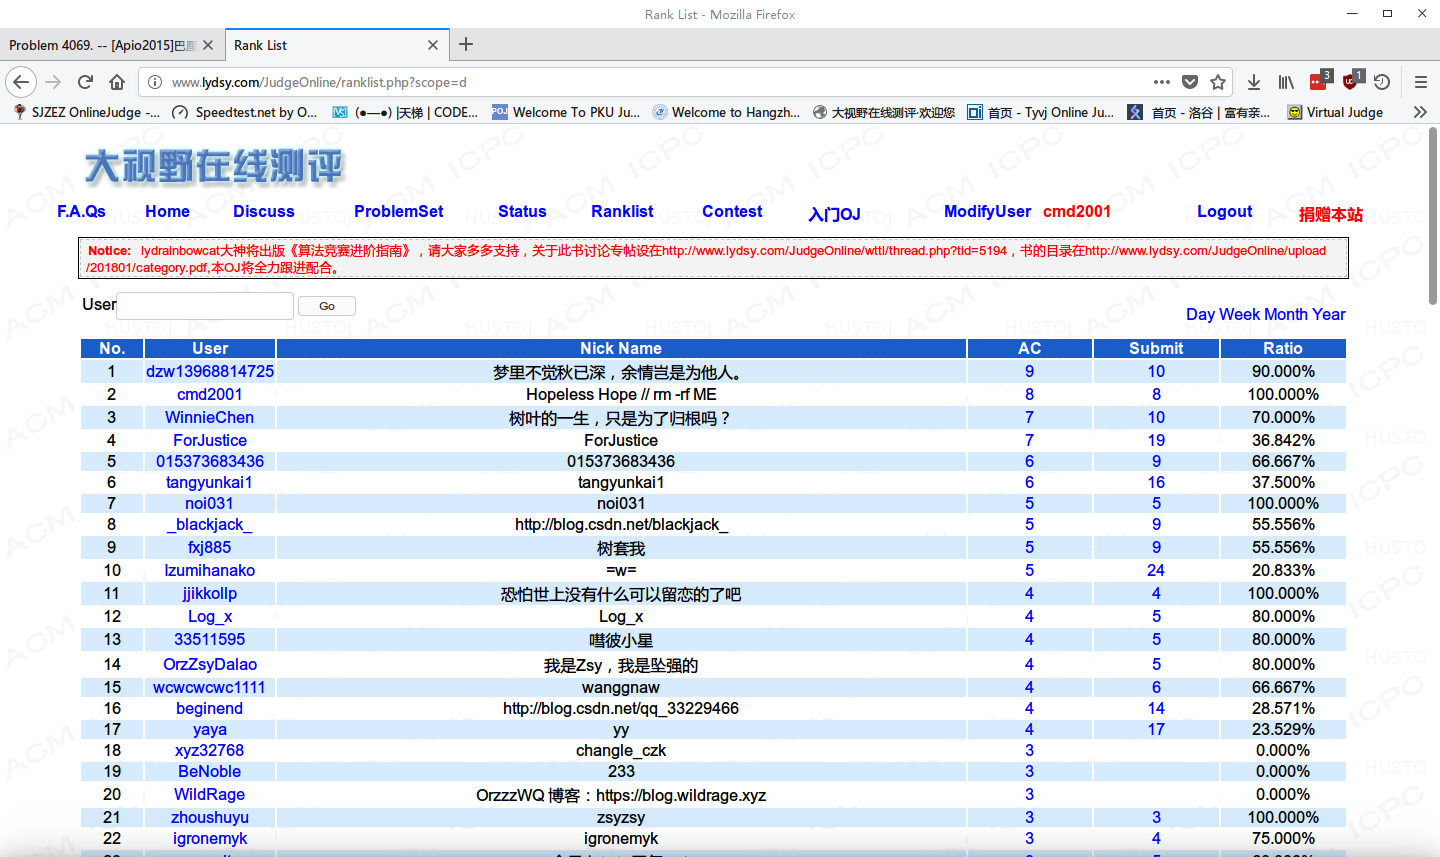 Rank List - Mozilla Firefox
Problem 4069. -- [Apio2015]巴厘
Rank List
www.lydsy.com/JudgeOnline/ranklist.php?scope=d
3
1
SJZEZ OnlineJudge -...
Speedtest.net by O...
(●—●) |天梯 | CODE...
Welcome To PKU Ju...
Welcome to Hangzh...
大视野在线测评·欢迎您
首页 - Tyvj Online Ju...
首页 - 洛谷 | 富有亲...
Virtual Judge
大视野在线测评
F.A.Qs Home Discuss ProblemSet Status Ranklist Contest 入门OJ ModifyUser cmd2001 Logout 捐赠本站
Notice: lydrainbowcat大神将出版《算法竞赛进阶指南》，请大家多多支持，关于此书讨论专帖设在http://www.lydsy.com/JudgeOnline/wttl/thread.php?tid=5194，书的目录在http://www.lydsy.com/JudgeOnline/upload
/201801/category.pdf,本OJ将全力跟进配合。
User Go
Day Week Month Year
No. User Nick Name AC Submit Ratio
1 dzw13968814725 梦里不觉秋已深，余情岂是为他人。 9 10 90.000%
2 cmd2001 Hopeless Hope // rm -rf ME 8 8 100.000%
3 WinnieChen 树叶的一生，只是为了归根吗？ 7 10 70.000%
4 ForJustice ForJustice 7 19 36.842%
5 015373683436 015373683436 6 9 66.667%
6 tangyunkai1 tangyunkai1 6 16 37.500%
7 noi031 noi031 5 5 100.000%
8 _blackjack_ http://blog.csdn.net/blackjack_ 5 9 55.556%
9 fxj885 树套我 5 9 55.556%
10 Izumihanako =w= 5 24 20.833%
11 jjikkollp 恐怕世上没有什么可以留恋的了吧 4 4 100.000%
12 Log_x Log_x 4 5 80.000%
13 33511595 嘒彼小星 4 5 80.000%
14 OrzZsyDalao 我是Zsy，我是坠强的 4 5 80.000%
15 wcwcwcwc1111 wanggnaw 4 6 66.667%
16 beginend http://blog.csdn.net/qq_33229466 4 14 28.571%
17 yaya yy 4 17 23.529%
18 xyz32768 changle_czk 3 0.000%
19 BeNoble 233 3 0.000%
20 WildRage OrzzzWQ 博客：https://blog.wildrage.xyz 3 0.000%
21 zhoushuyu zsyzsy 3 3 100.000%
22 igronemyk igronemyk 3 4 75.000%